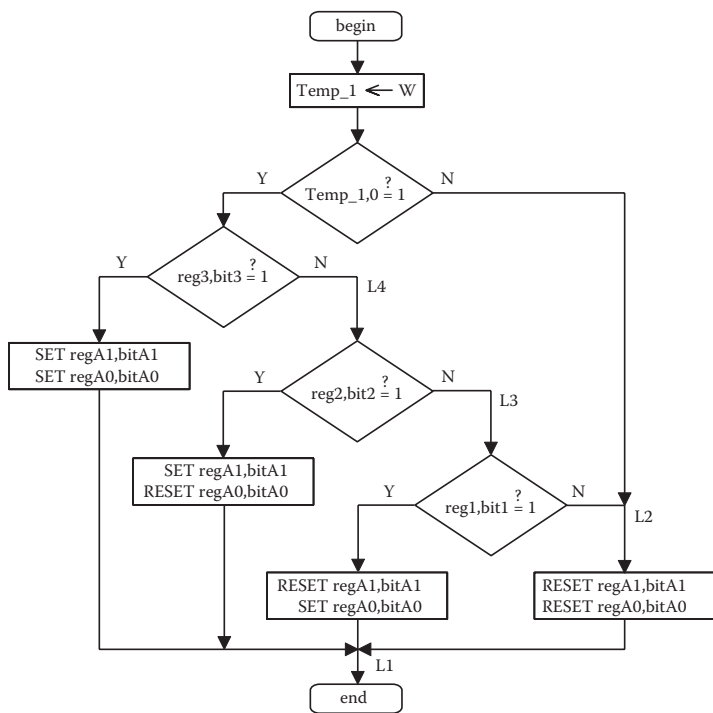 begin
Temp_1 ← W
Y
Temp_1,0 ?= 1
N
Y
reg3,bit3 ?= 1
N
L4
SET regA1,bitA1
SET regA0,bitA0
Y
reg2,bit2 ?= 1
N
L3
SET regA1,bitA1
RESET regA0,bitA0
Y
reg1,bit1 ?= 1
N
L2
RESET regA1,bitA1
SET regA0,bitA0
RESET regA1,bitA1
RESET regA0,bitA0
L1
end